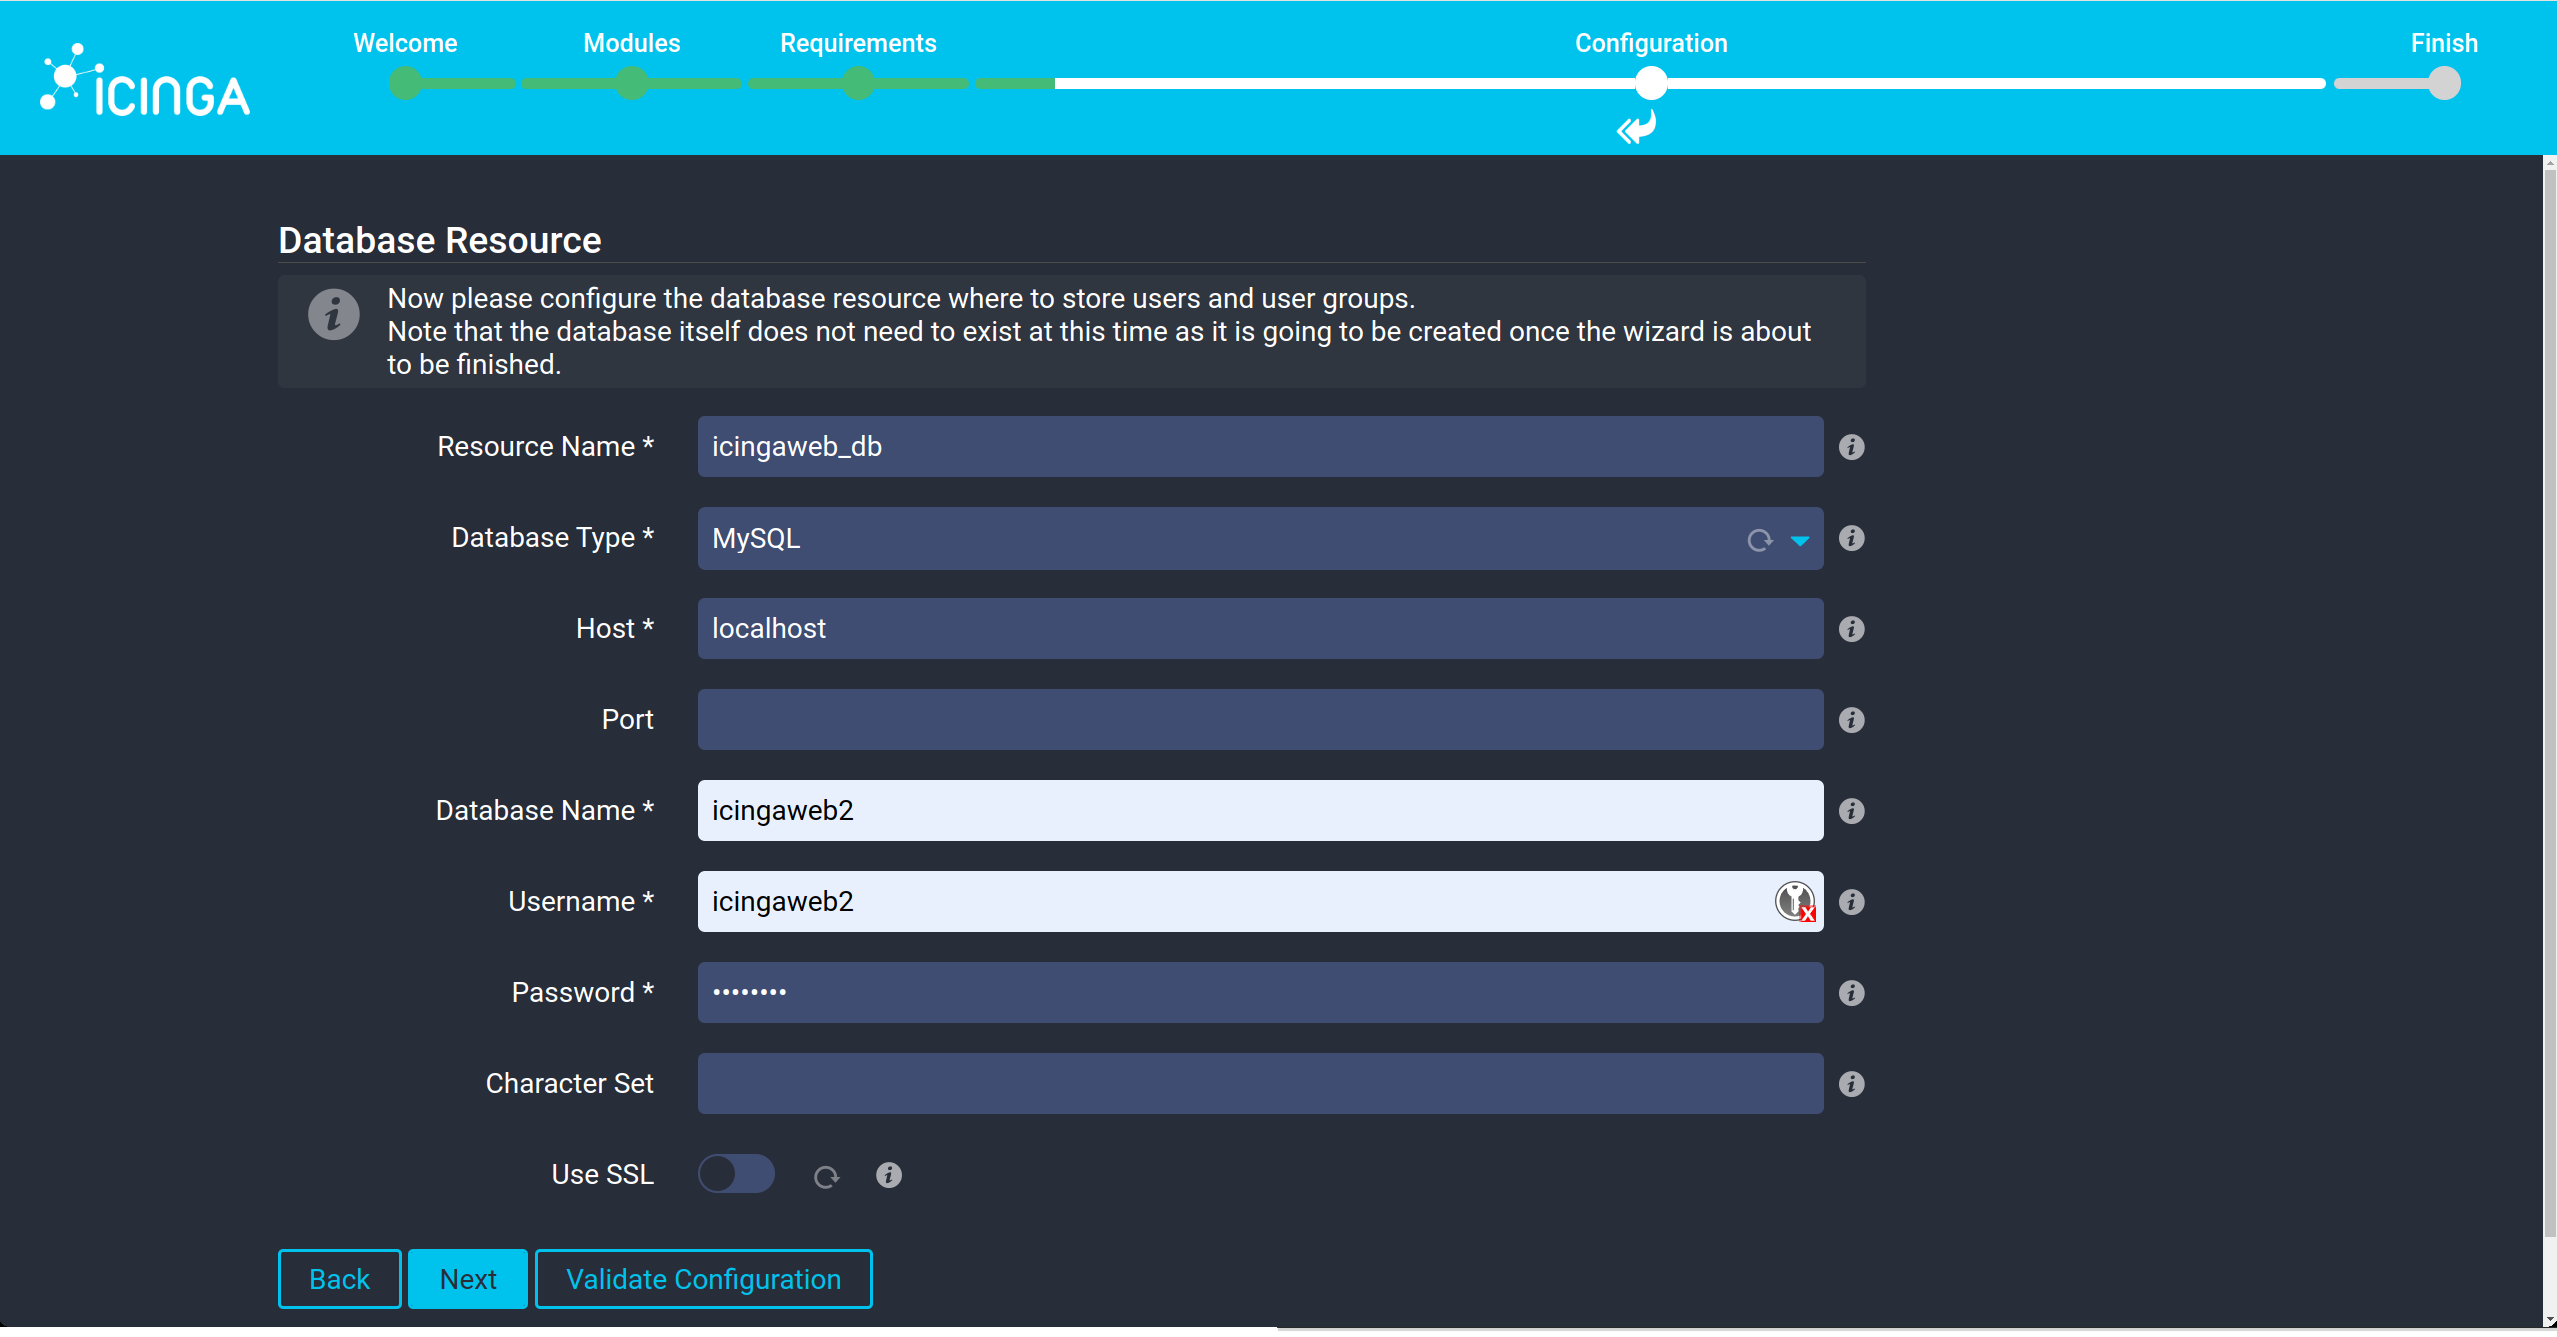 Welcome
Modules
Requirements
Configuration
Finish
ICINGA
Database Resource
Now please configure the database resource where to store users and user groups.
Note that the database itself does not need to exist at this time as it is going to be created once the wizard is about
to be finished.
Resource Name *
icingaweb_db
Database Type *
MySQL
Host *
localhost
Port
Database Name *
icingaweb2
Username *
icingaweb2
Password *
••••••••
Character Set
Use SSL
Back
Next
Validate Configuration